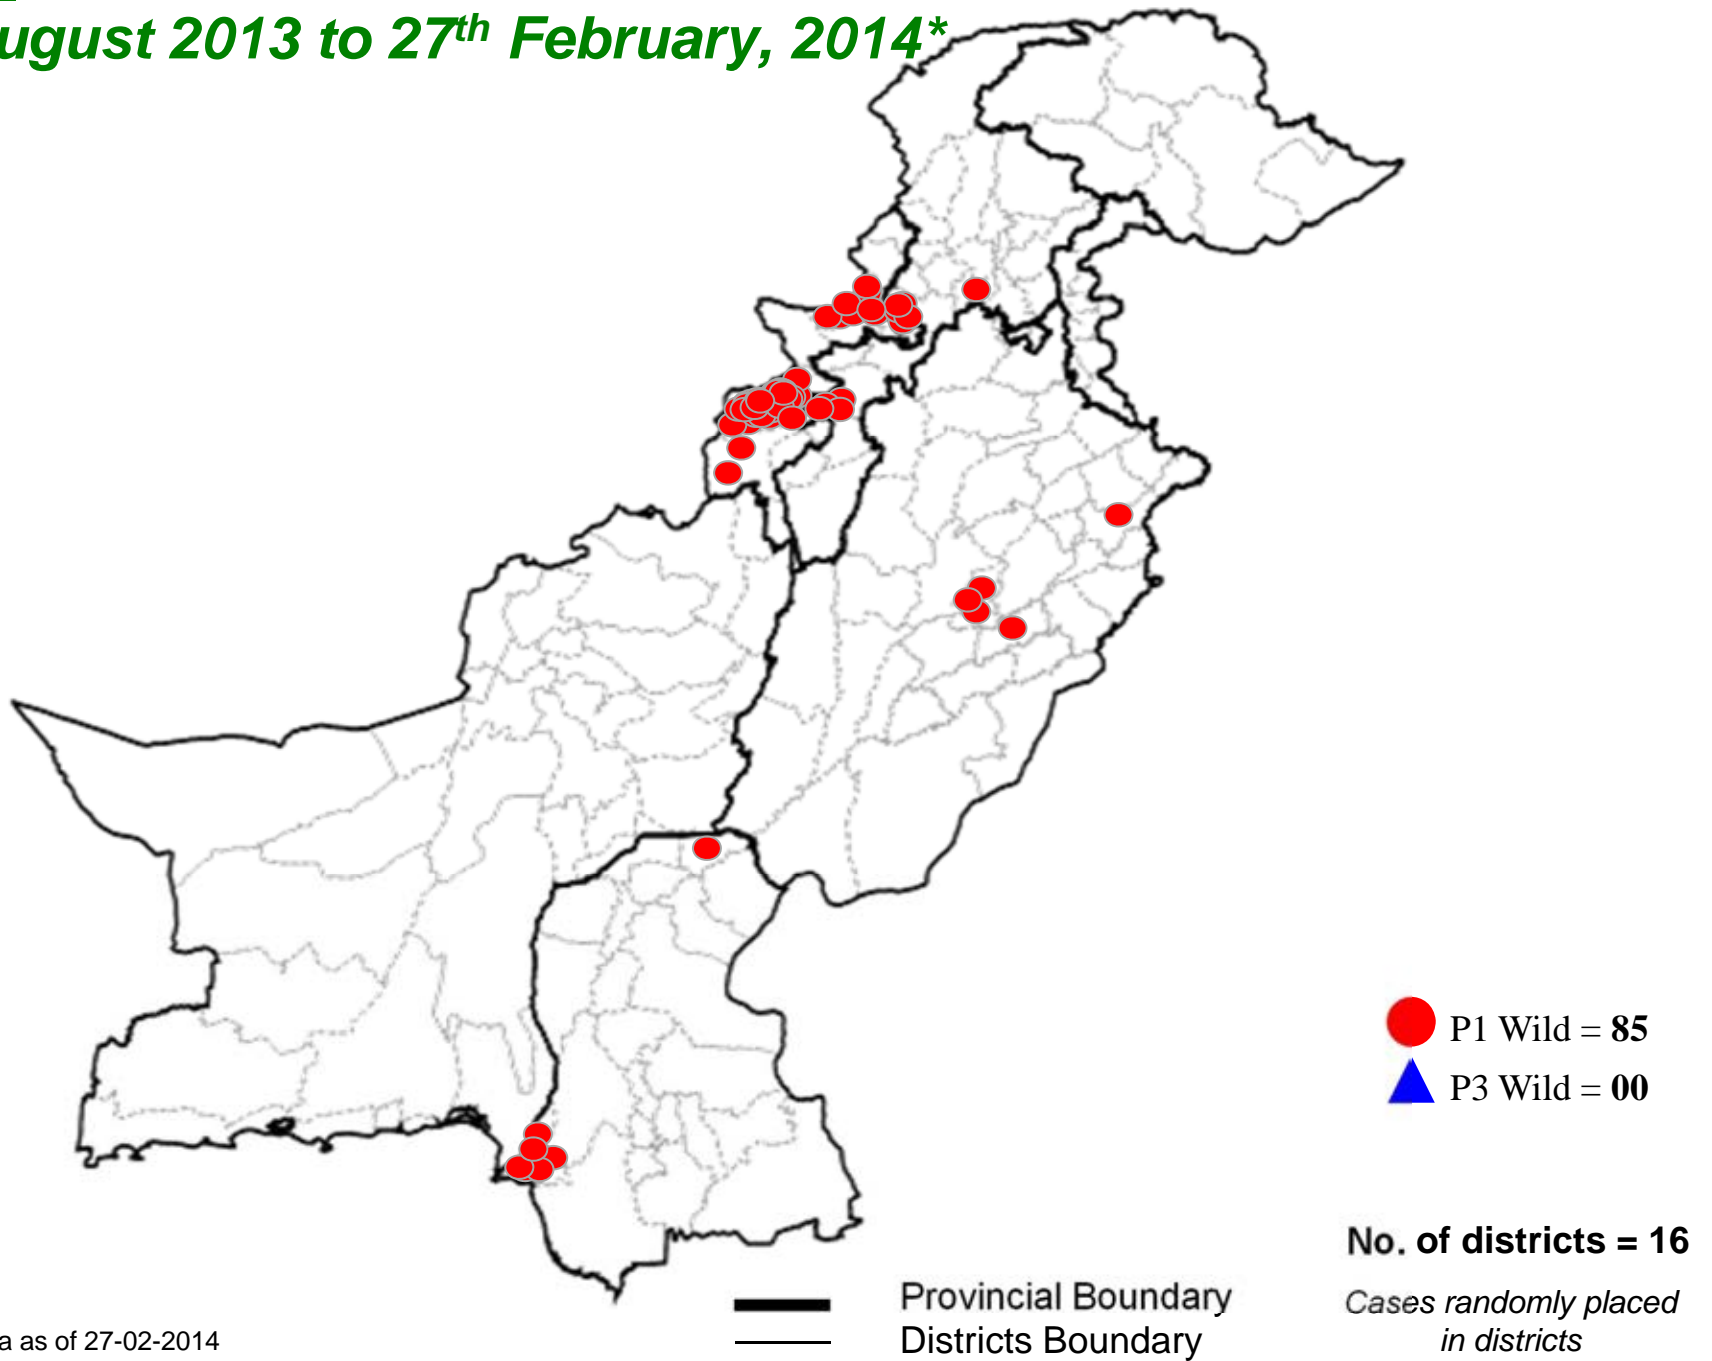 ugust 2013 to 27th February, 2014*
P1 Wild = 85
P3 Wild = 00
No. of districts = 16
Cases randomly placed
in districts
Provincial Boundary
Districts Boundary
a as of 27-02-2014